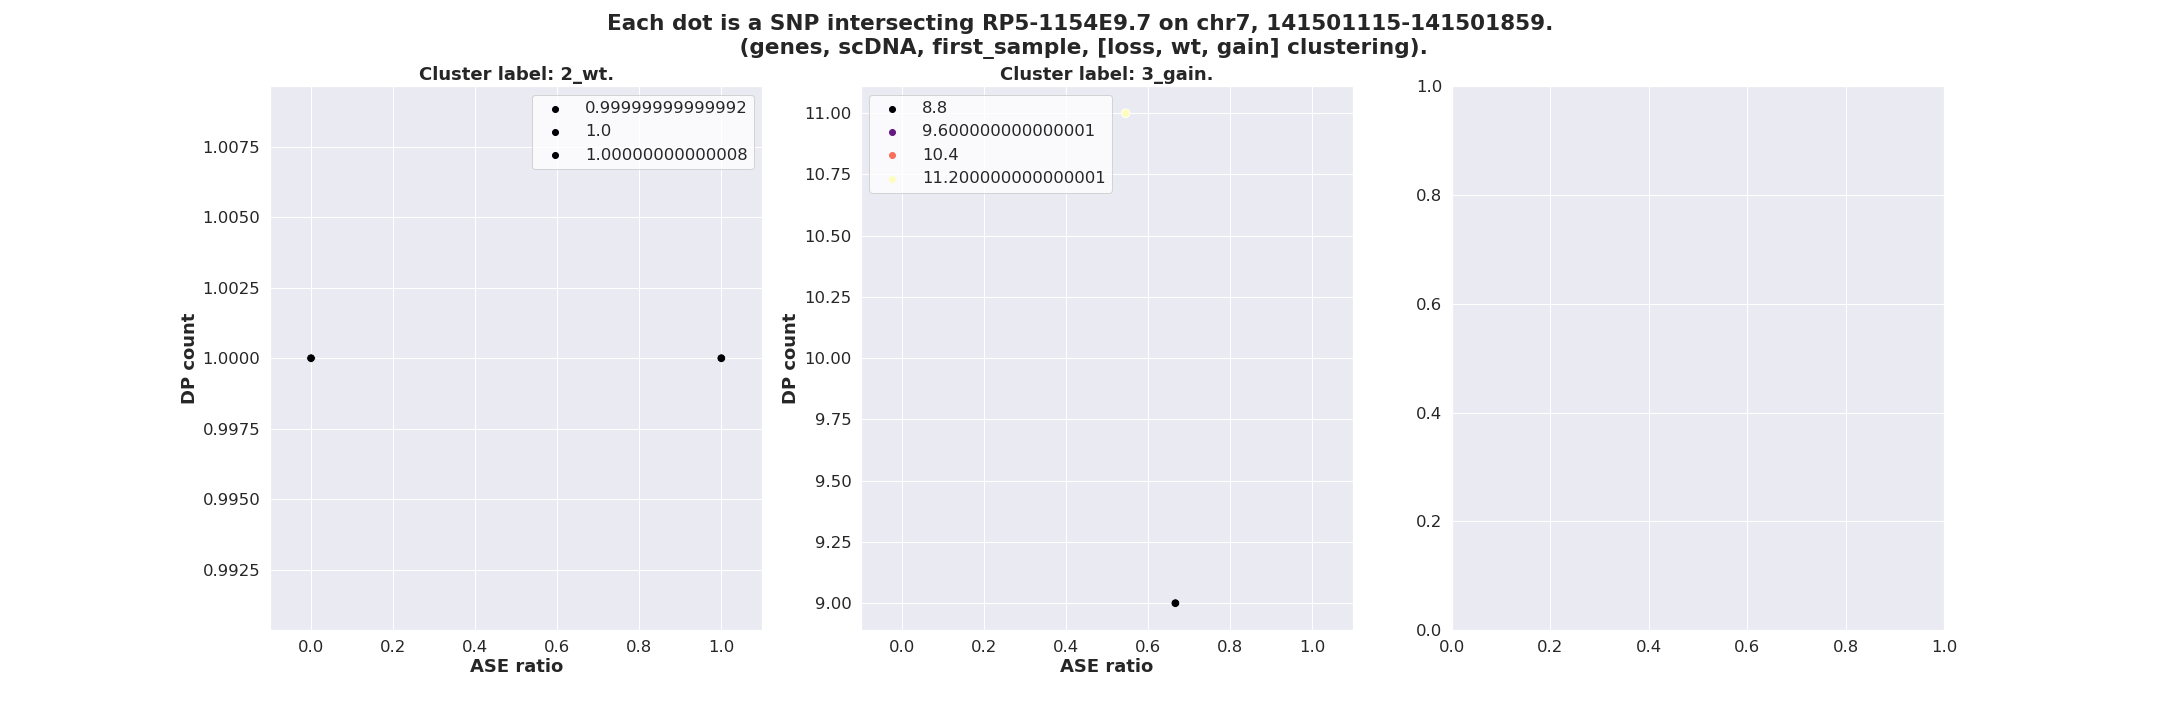 Each dot is a SNP intersecting RP5-1154E9.7 on chr7, 141501115-141501859.
(genes, scDNA, first_sample, [loss, wt, gain] clustering).
Cluster label: 2_wt.
0.99999999999992
1.0
1.00000000000008
1.0075
1.0050
1.0025
1.0000
0.9975
0.9950
0.9925
DP count
0.0 0.2 0.4 0.6 0.8 1.0
ASE ratio
Cluster label: 3_gain.
8.8
9.600000000000001
10.4
11.200000000000001
11.00
10.75
10.50
10.25
10.00
9.75
9.50
9.25
9.00
DP count
0.0 0.2 0.4 0.6 0.8 1.0
ASE ratio
1.0
0.8
0.6
0.4
0.2
0.0
0.0 0.2 0.4 0.6 0.8 1.0